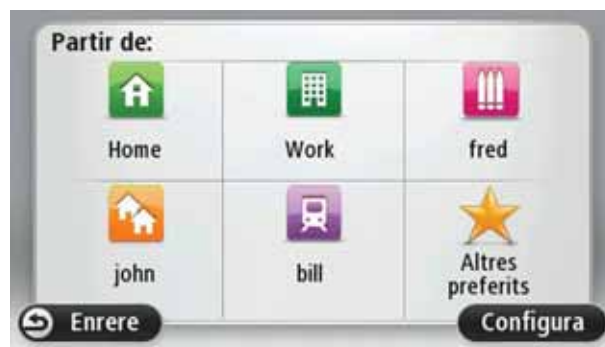 Partir de:
Home
Work
fred
john
bill
Altres
preferits
Enrere
Configura